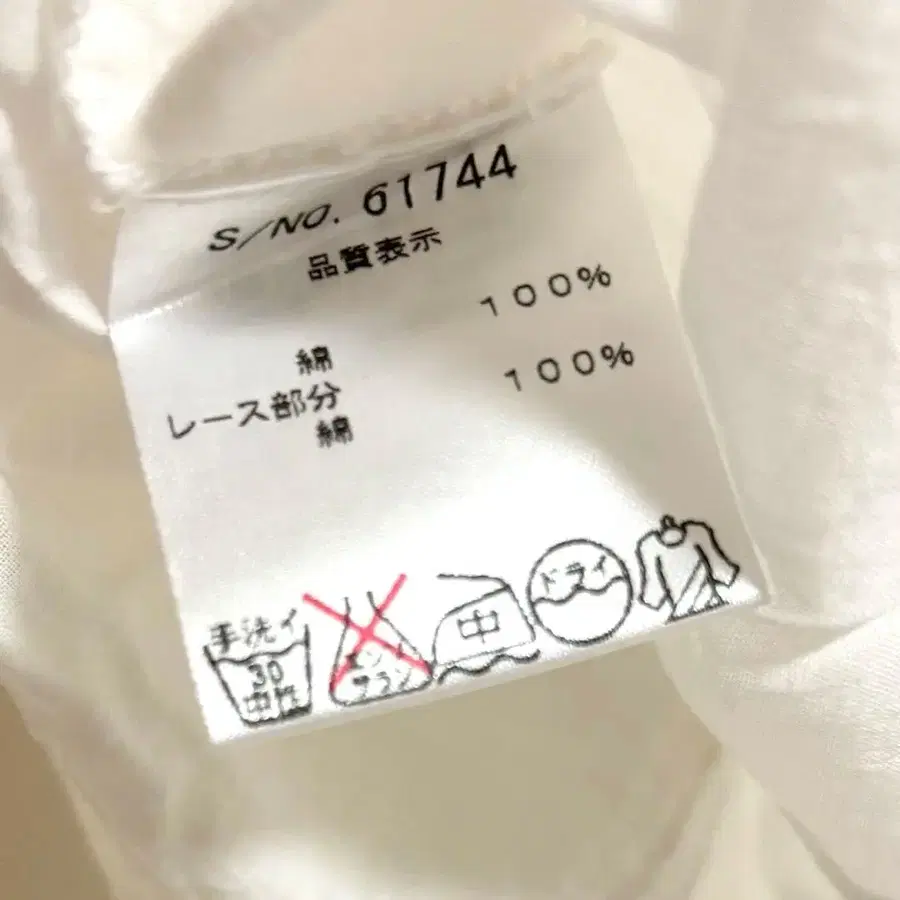 S/NO. 61744
品質表示
綿 100%
レース部分
綿 100%
手洗イ
30
中性
エンソ
サラシ
中
ドライ